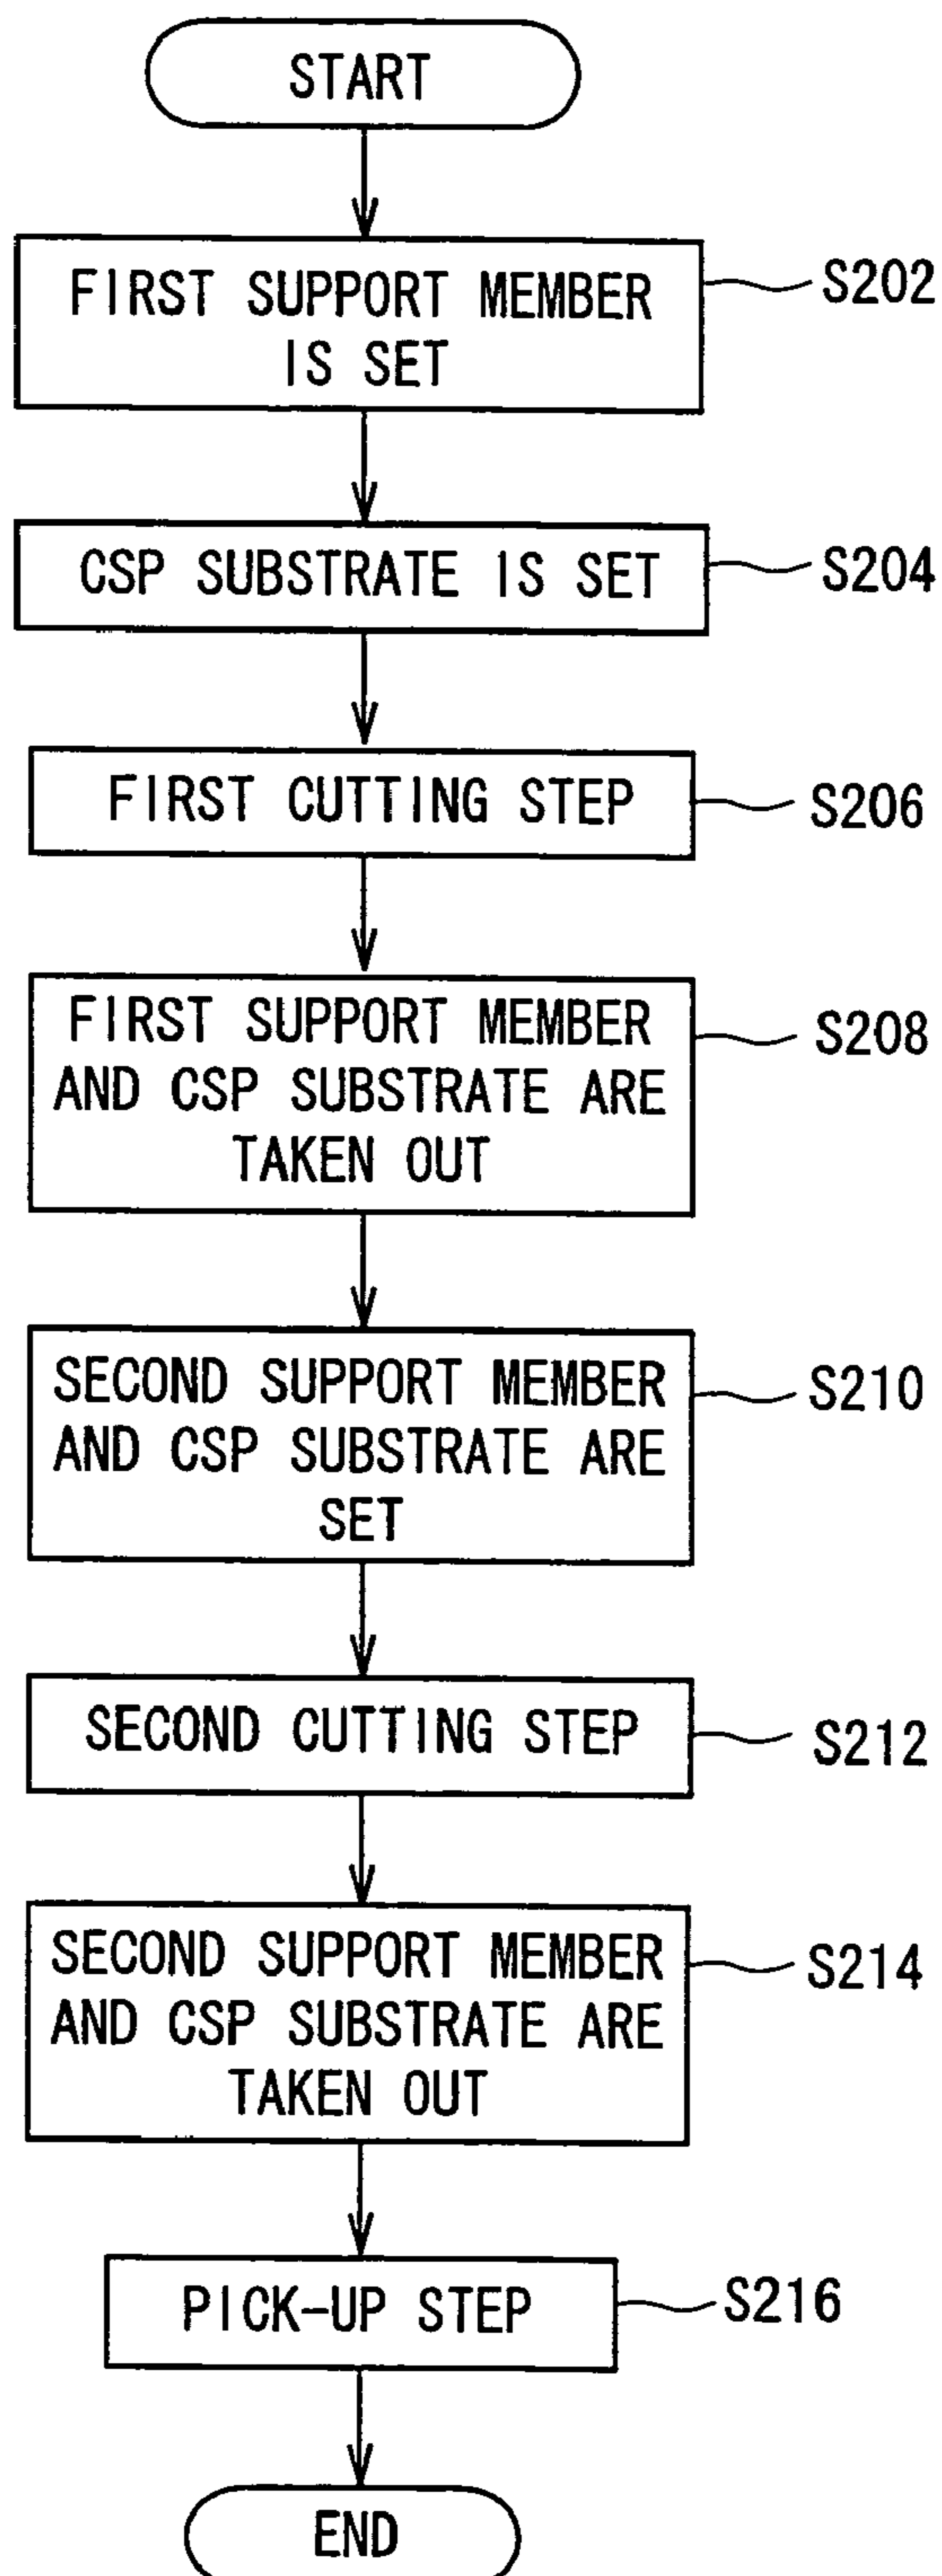 START
FIRST SUPPORT MEMBER
IS SET
S202
CSP SUBSTRATE IS SET
S204
FIRST CUTTING STEP
S206
FIRST SUPPORT MEMBER
AND CSP SUBSTRATE ARE
TAKEN OUT
S208
SECOND SUPPORT MEMBER
AND CSP SUBSTRATE ARE
SET
S210
SECOND CUTTING STEP
S212
SECOND SUPPORT MEMBER
AND CSP SUBSTRATE ARE
TAKEN OUT
S214
PICK-UP STEP
S216
END